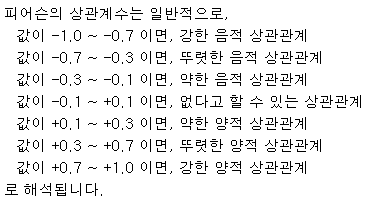 피어슨의 상관계수는 일반적으로,
값이 -1.0 ~ -0.7 이면, 강한 음적 상관관계
값이 -0.7 ~ -0.3 이면, 뚜렷한 음적 상관관계
값이 -0.3 ~ -0.1 이면, 약한 음적 상관관계
값이 -0.1 ~ +0.1 이면, 없다고 할 수 있는 상관관계
값이 +0.1 ~ +0.3 이면, 약한 양적 상관관계
값이 +0.3 ~ +0.7 이면, 뚜렷한 양적 상관관계
값이 +0.7 ~ +1.0 이면, 강한 양적 상관관계
로 해석됩니다.